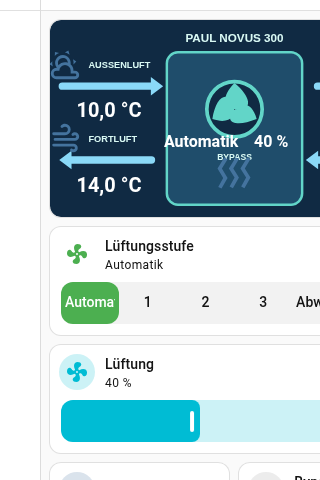 PAUL NOVUS 300
AUSSENLUFT
10,0 °C
FORTLUFT
Automatik 40 %
BYPASS
14,0 °C
Lüftungsstufe
Automatik
Automa 1 2 3 Abw
Lüftung
40 %